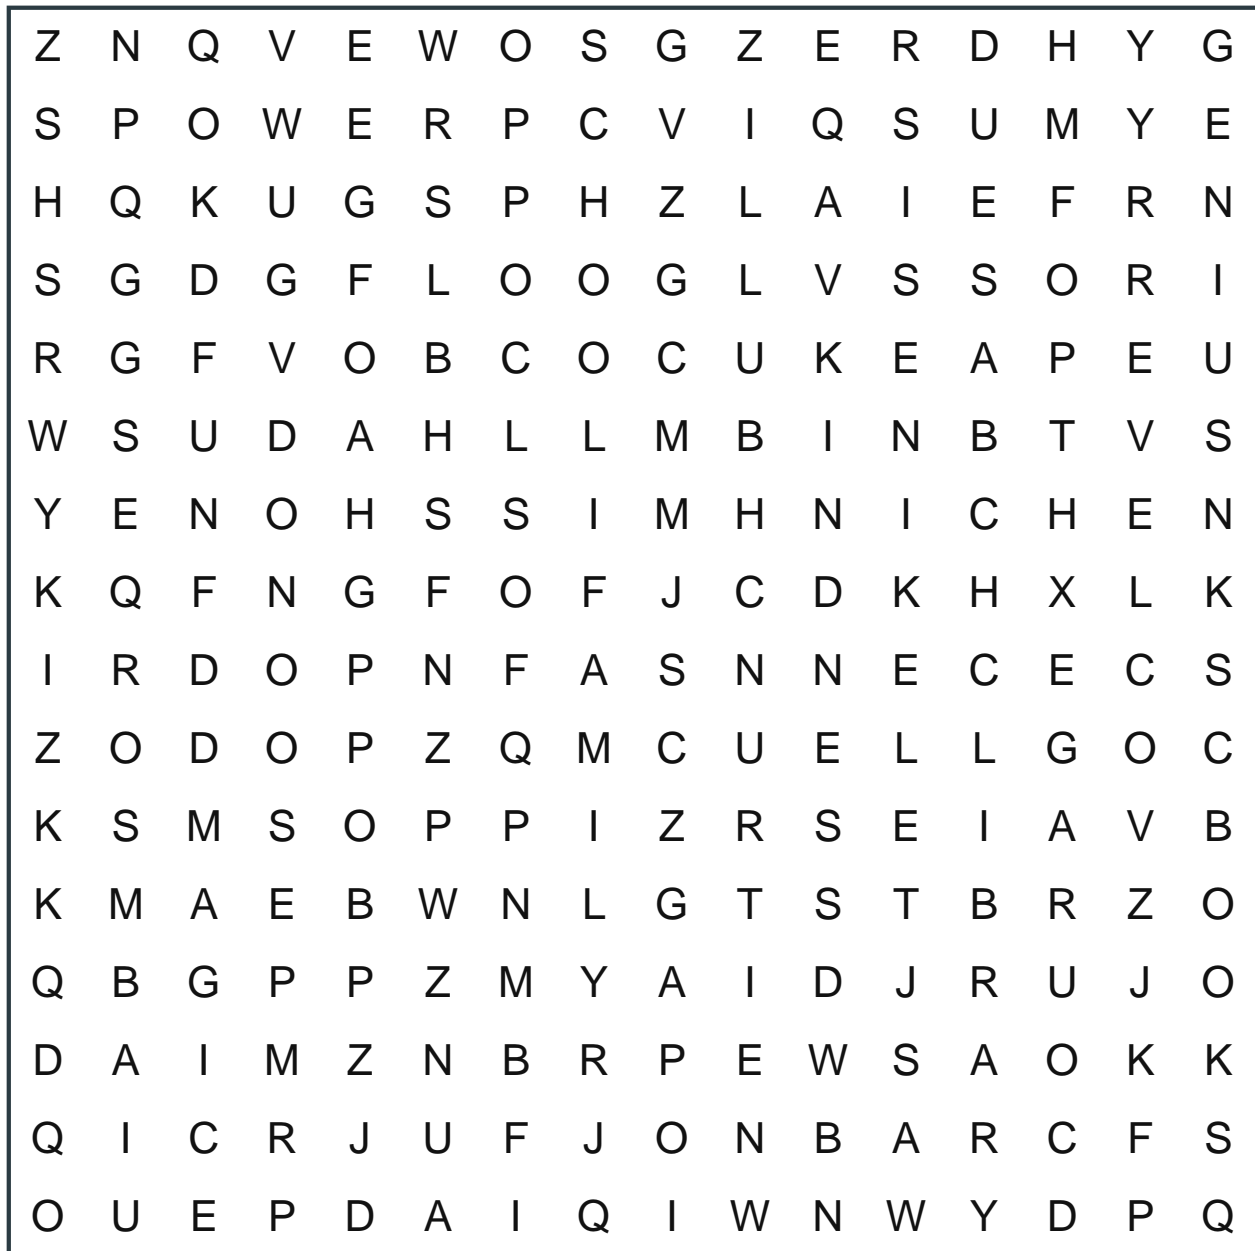 Z N Q V E W O S G Z E R D H Y G
S P O W E R P C V I Q S U M Y E
H Q K U G S P H Z L A I E F R N
S G D G F L O O G L V S S O R I
R G F V O B C O C U K E A P E U
W S U D A H L L M B I N B T V S
Y E N O H S S I M H N I C H E N
K Q F N G F O F J C D K H X L K
I R D O P N F A S N N E C E C S
Z O D O P Z Q M C U E L L G O C
K S M S O P P I Z R S E I A V B
K M A E B W N L G T S T B R Z O
Q B G P P Z M Y A I D J R U J O
D A I M Z N B R P E W S A O K K
Q I C R J U F J O N B A R C F S
O U E P D A I Q I W N W Y D P Q